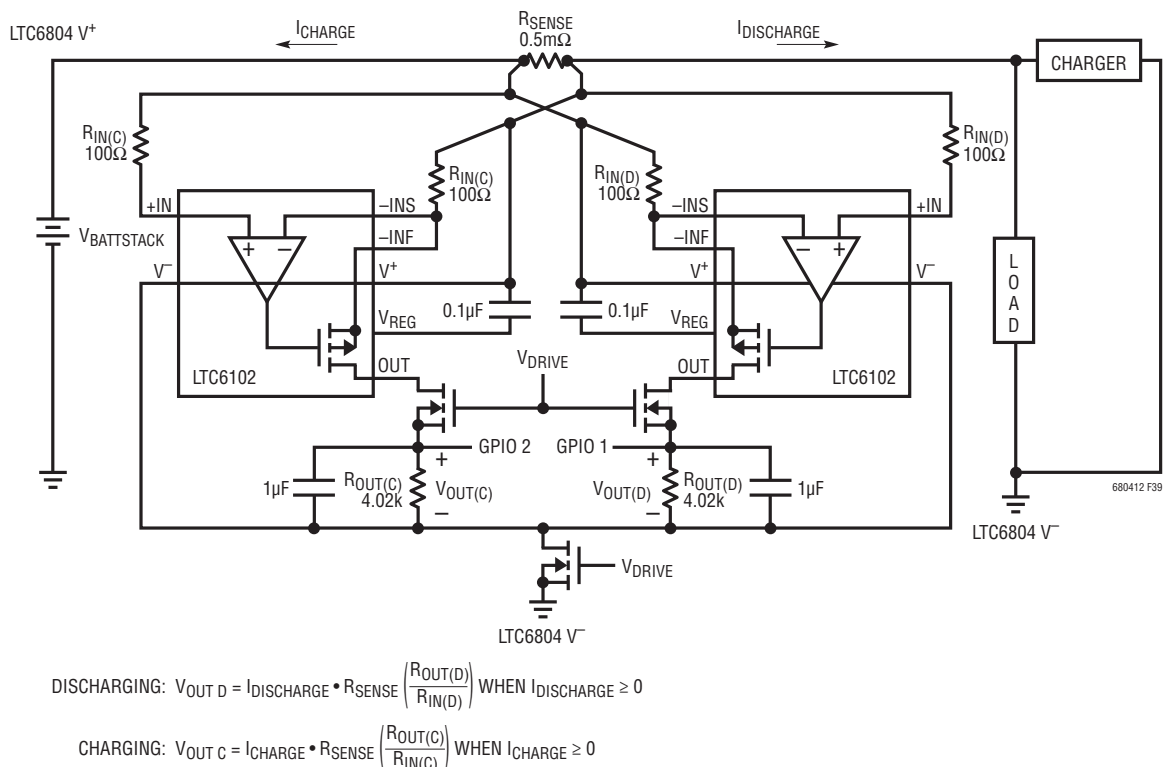 LTC6804 V+
ICHARGE
RSENSE
0.5mΩ
IDISCHARGE
CHARGER
RIN(C)
100Ω
RIN(C)
100Ω
RIN(D)
100Ω
RIN(D)
100Ω
+IN
–INS
–INS
+IN
+ –
– +
–INF
–INF
VBATTSTACK
V–
V+
V+
V–
LOAD
0.1µF
0.1µF
VREG
VREG
VDRIVE
OUT
OUT
LTC6102
LTC6102
GPIO 2
GPIO 1
+
+
1µF
ROUT(C)
4.02k
VOUT(C)
–
VOUT(D)
–
ROUT(D)
4.02k
1µF
680412 F39
LTC6804 V–
VDRIVE
LTC6804 V–
DISCHARGING: VOUT D = IDISCHARGE • RSENSE (ROUT(D)/RIN(D)) WHEN IDISCHARGE ≥ 0
CHARGING: VOUT C = ICHARGE • RSENSE (ROUT(C)/RIN(C)) WHEN ICHARGE ≥ 0